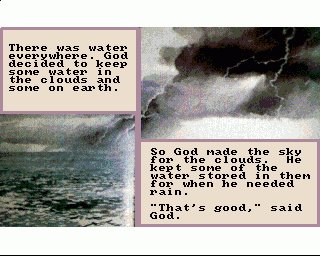 There was water
everywhere. God
decided to keep
some water in
the clouds and
some on earth.
So God made the sky
for the clouds. He
kept some of the
water stored in them
for when he needed
rain.
"That's good," said
God.